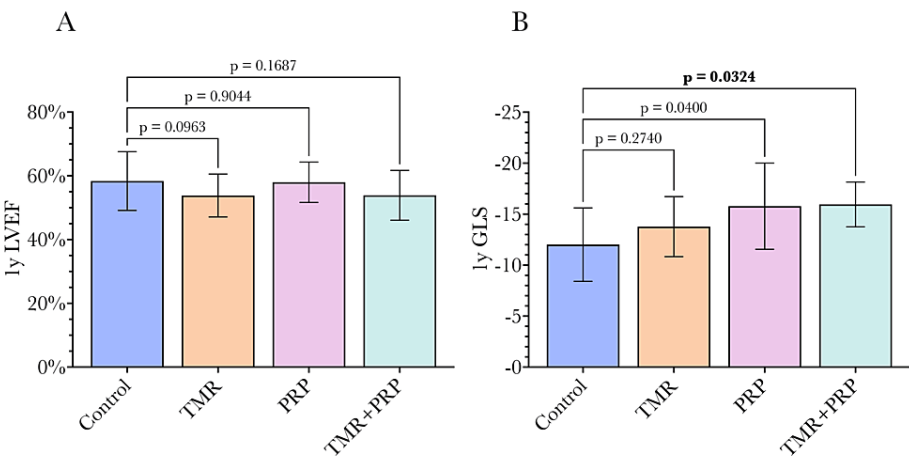 A
p = 0.1687
p = 0.9044
p = 0.0963
80%
60%
40%
20%
0%
1y LVEF
Control
TMR
PRP
TMR+PRP
B
p = 0.0324
p = 0.0400
p = 0.2740
-25
-20
-15
-10
-5
-0
1y GLS
Control
TMR
PRP
TMR+PRP